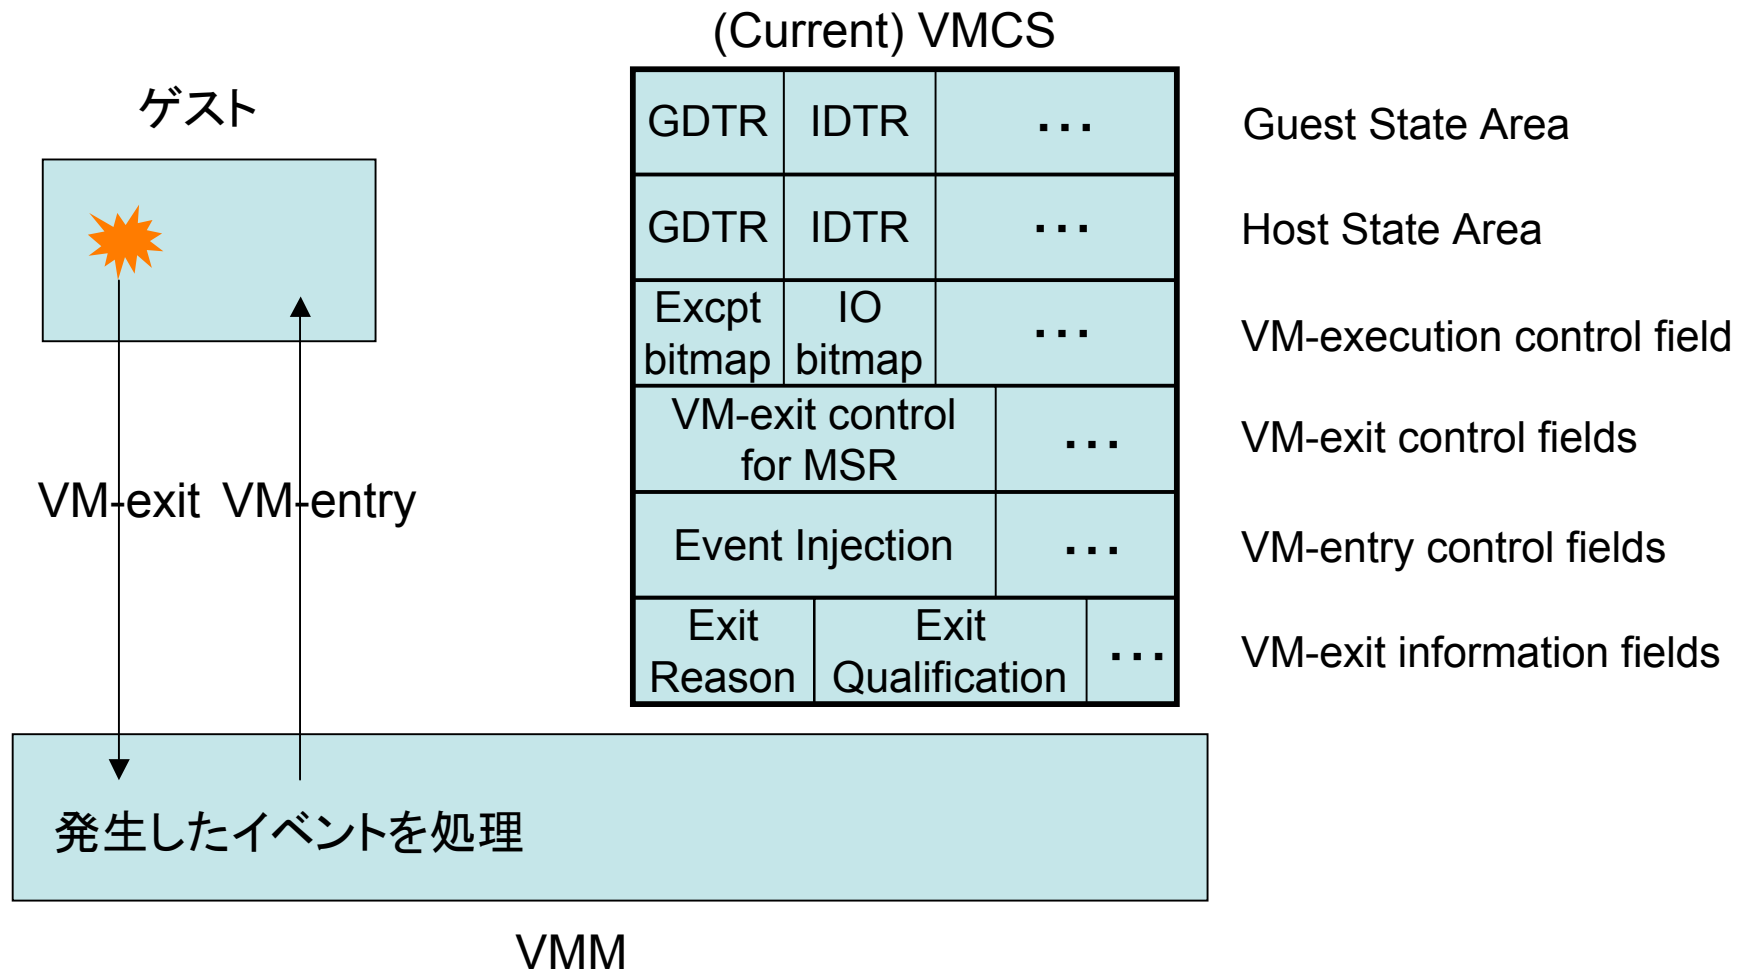 (Current) VMCS
ゲスト
GDTR IDTR ... Guest State Area
GDTR IDTR ... Host State Area
Excpt bitmap IO bitmap ... VM-execution control field
VM-exit control for MSR ... VM-exit control fields
VM-exit VM-entry
Event Injection ... VM-entry control fields
Exit Reason Exit Qualification ... VM-exit information fields
発生したイベントを処理
VMM